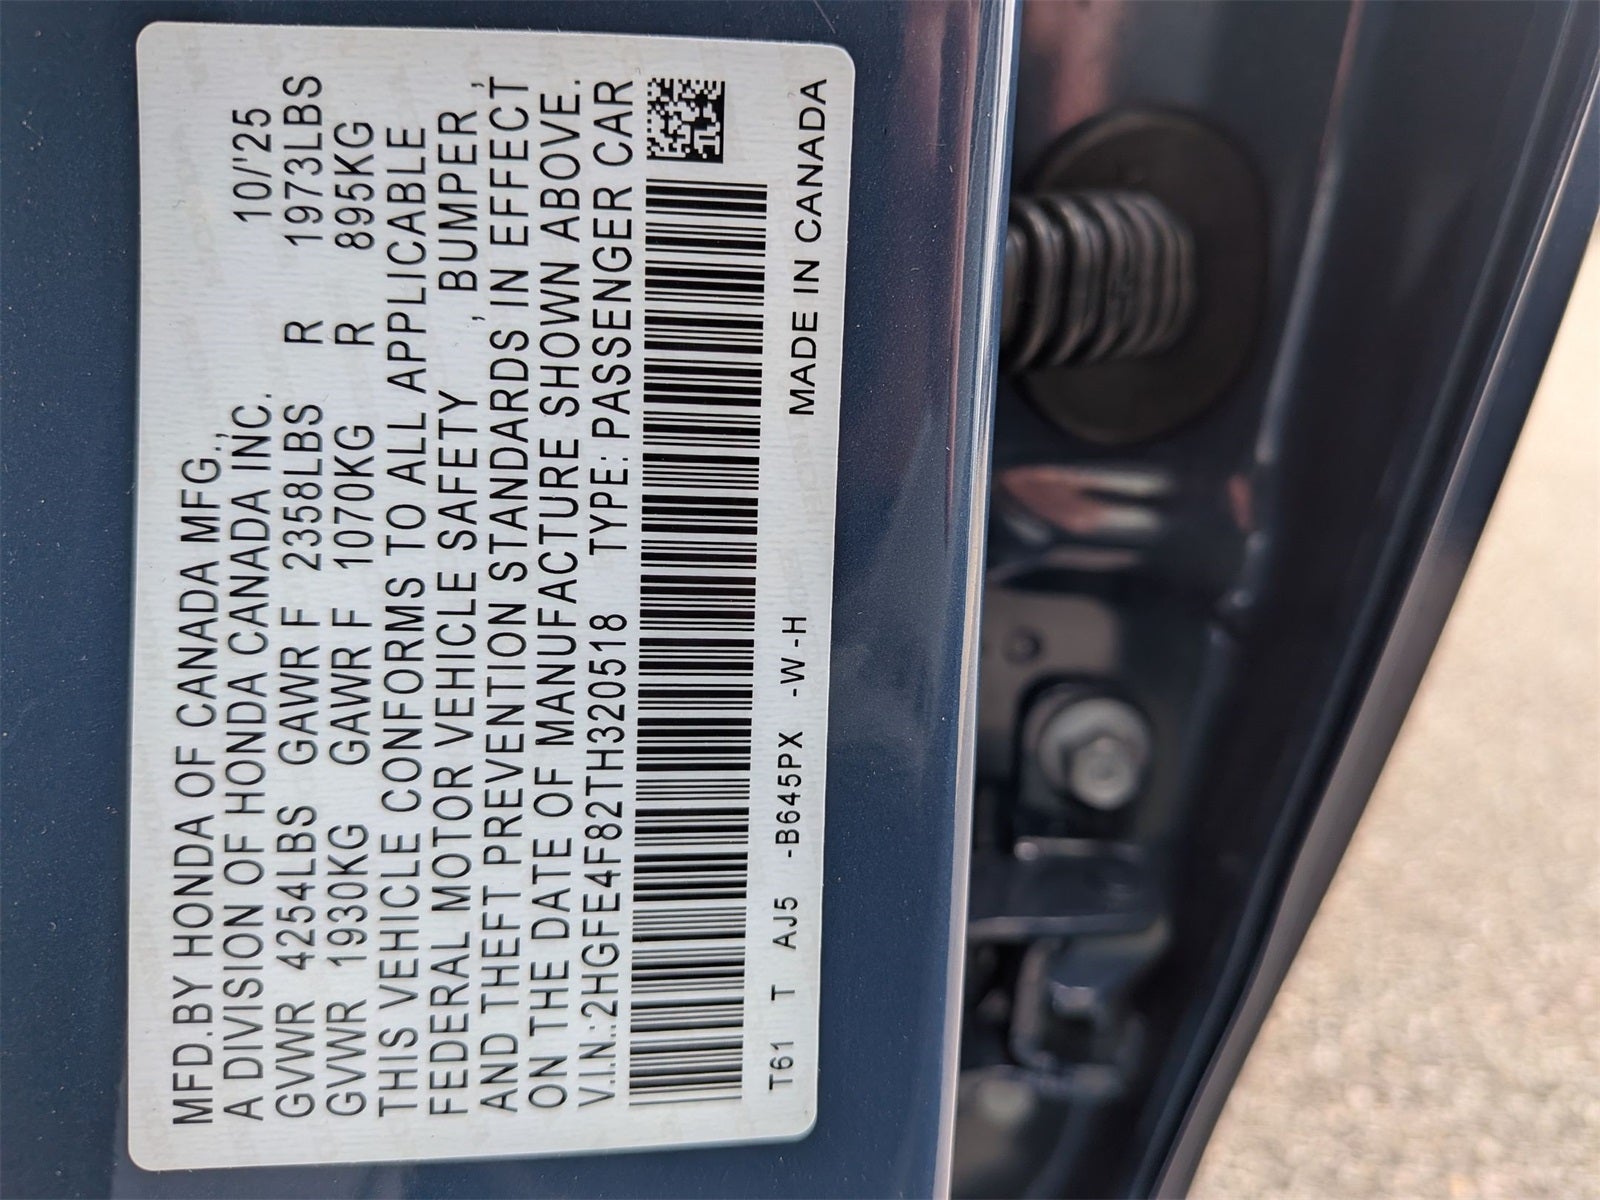 MFD.BY HONDA OF CANADA MFG.,
A DIVISION OF HONDA CANADA INC. 10/'25
GVWR 4254LBS GAWR F 2358LBS R 1973LBS
GVWR 1930KG GAWR F 1070KG R 895KG
THIS VEHICLE CONFORMS TO ALL APPLICABLE
FEDERAL MOTOR VEHICLE SAFETY , BUMPER ,
AND THEFT PREVENTION STANDARDS IN EFFECT
ON THE DATE OF MANUFACTURE SHOWN ABOVE.
V.I.N.:2HGFE4F82TH320518 TYPE:PASSENGER CAR
T61 T AJ5 -B645PX -W-H MADE IN CANADA